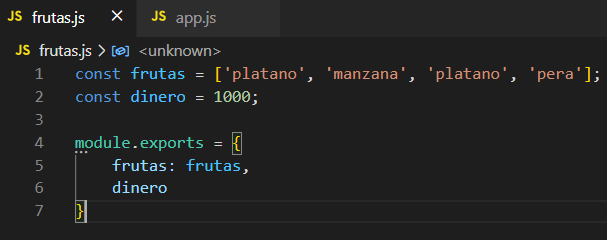 JS frutas.js × JS app.js
JS frutas.js > <unknown>
1 const frutas = ['platano', 'manzana', 'platano', 'pera'];
2 const dinero = 1000;
3
4 module.exports = {
5     frutas: frutas,
6     dinero
7 }